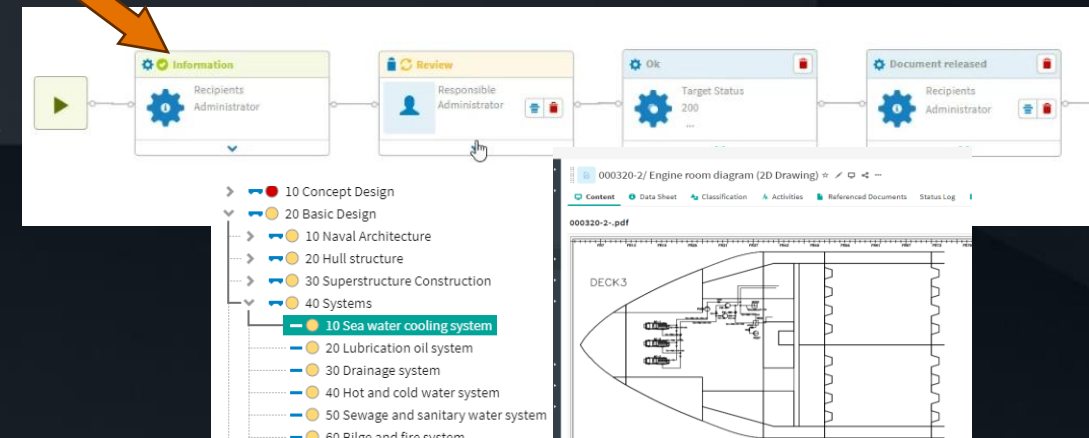 Information
Recipients
Administrator
Review
Responsible
Administrator
Ok
Target Status
200
...
Document released
Recipients
Administrator
10 Concept Design
20 Basic Design
10 Naval Architecture
20 Hull structure
30 Superstructure Construction
40 Systems
10 Sea water cooling system
20 Lubrication oil system
30 Drainage system
40 Hot and cold water system
50 Sewage and sanitary water system
60 Bilge and fire system
000320-2/ Engine room diagram (2D Drawing)
Content Data Sheet Classification Activities Referenced Documents Status Log
000320-2-.pdf
DECK3